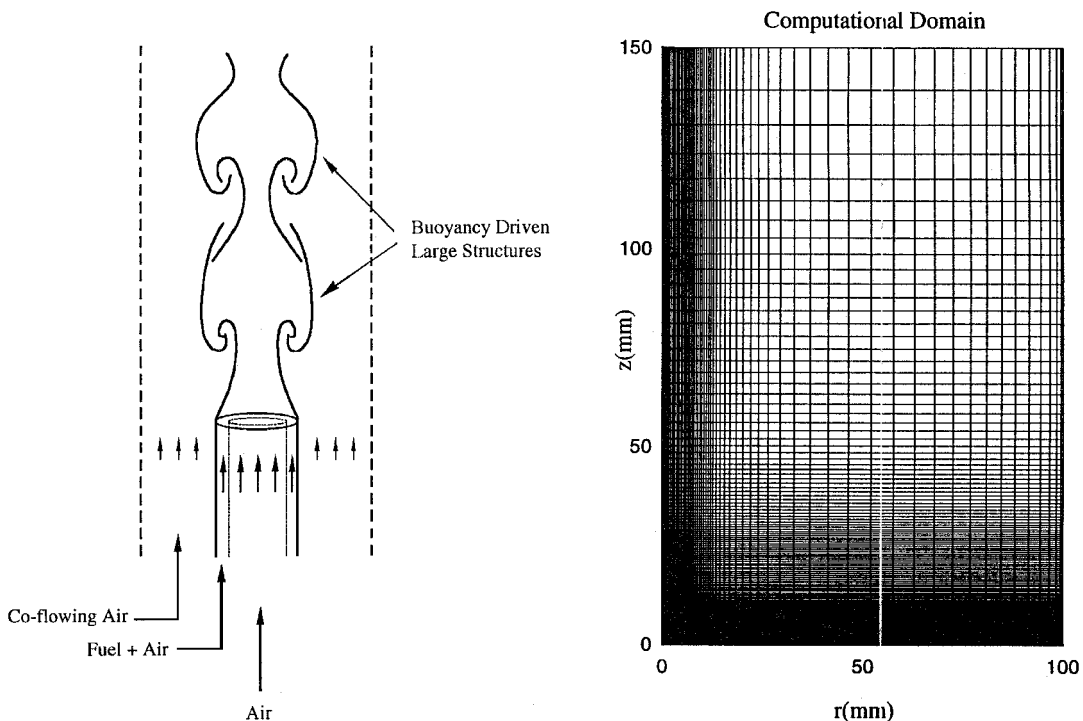 Buoyancy Driven
Large Structures
Co-flowing Air
Fuel + Air
Air
Computational Domain
150
100
50
0
z(mm)
0
50
100
r(mm)